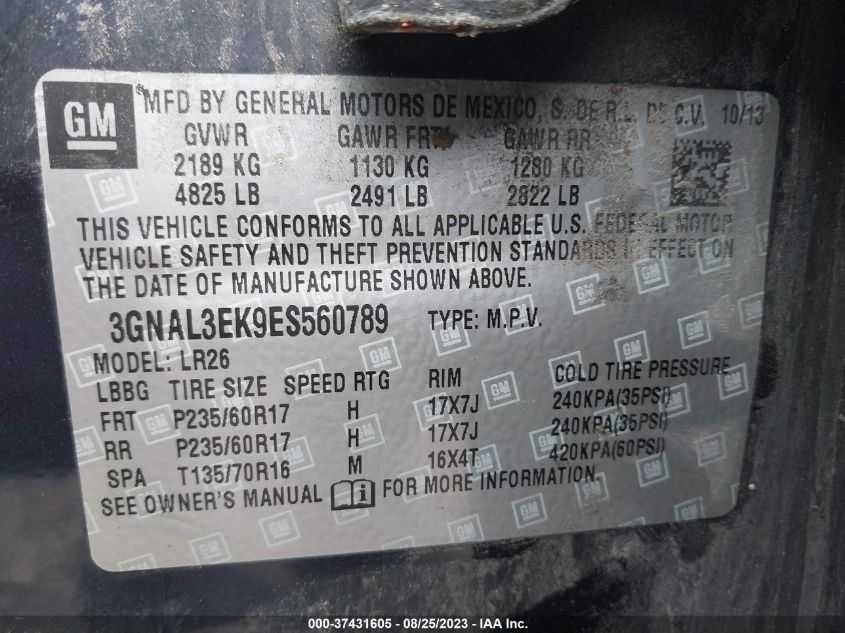 GM
MFD BY GENERAL MOTORS DE MEXICO, S. DE R.L. DE C.V. 10/13
GVWR GAWR FRT GAWR RR
2189 KG 1130 KG 1280 KG
4825 LB 2491 LB 2822 LB
THIS VEHICLE CONFORMS TO ALL APPLICABLE U.S. FEDERAL MOTOR
VEHICLE SAFETY AND THEFT PREVENTION STANDARDS IN EFFECT ON
THE DATE OF MANUFACTURE SHOWN ABOVE.
3GNAL3EK9ES560789 TYPE: M.P.V.
MODEL: LR26
LBBG TIRE SIZE SPEED RTG RIM COLD TIRE PRESSURE
FRT P235/60R17 H 17X7J 240KPA(35PSI)
RR P235/60R17 H 17X7J 240KPA(35PSI)
SPA T135/70R16 M 16X4T 420KPA(60PSI)
SEE OWNER'S MANUAL FOR MORE INFORMATION.
000-37431605 - 08/25/2023 - © All rights reserved by IAA, Inc.